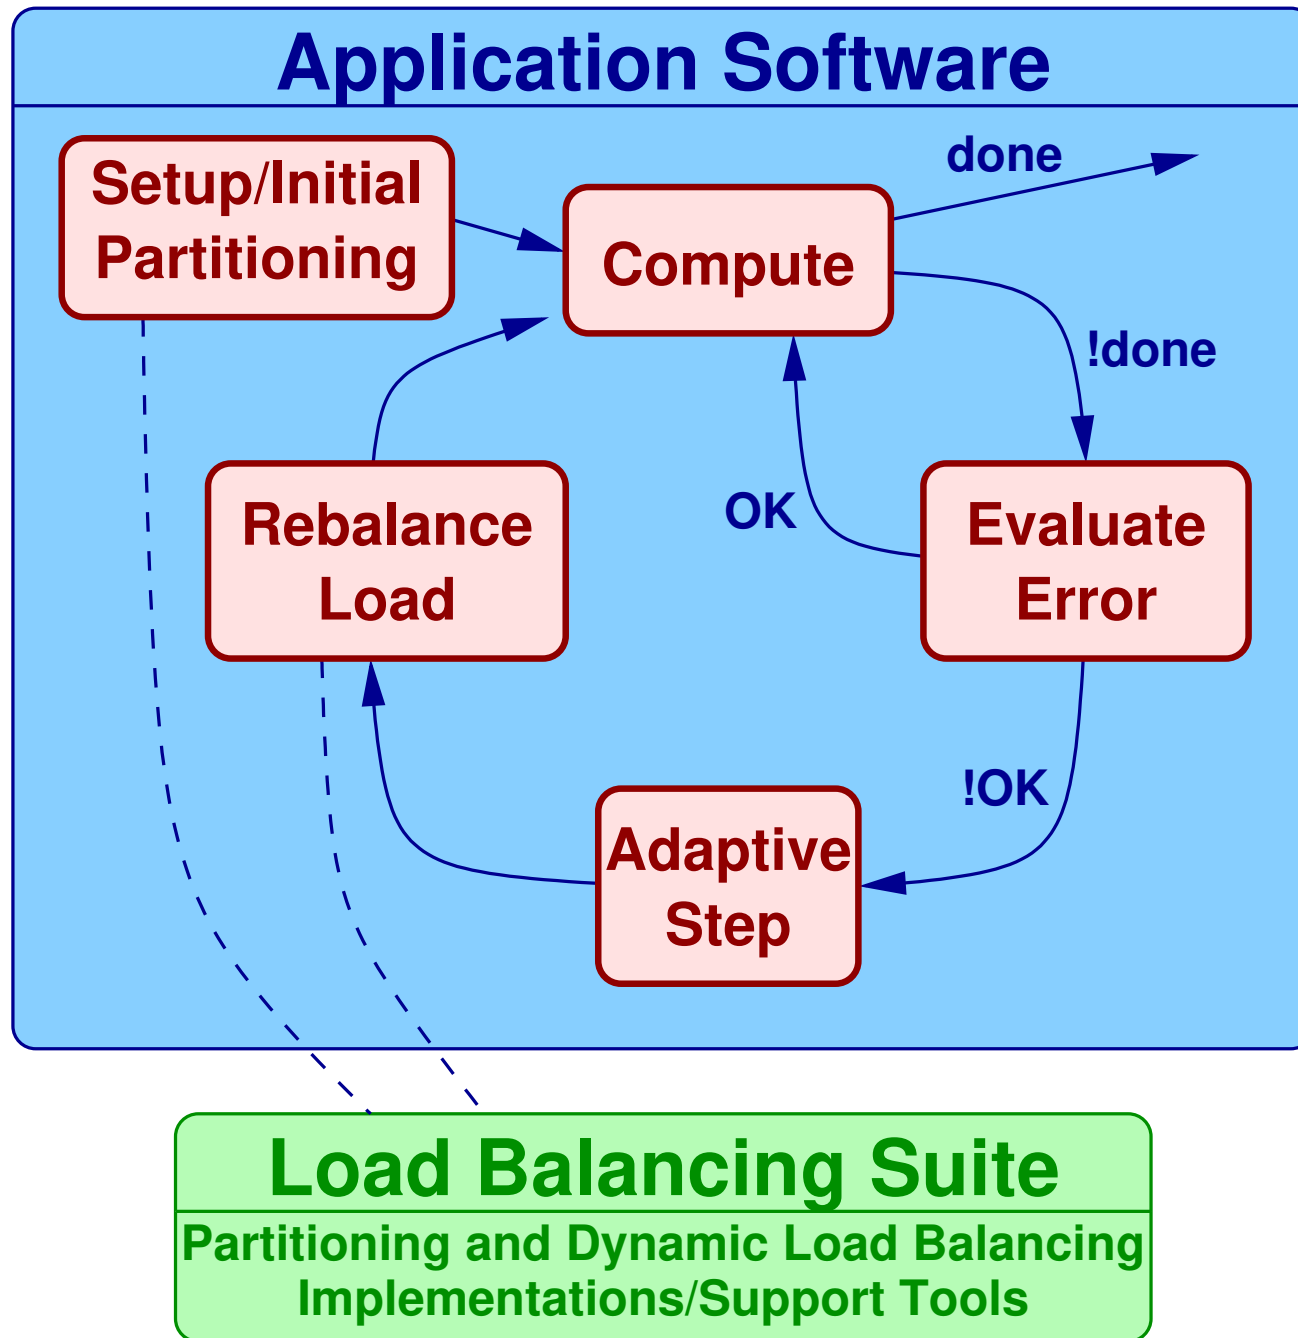 Application Software
Setup/Initial
Partitioning
Compute
done
!done
OK
Rebalance
Load
Evaluate
Error
!OK
Adaptive
Step
Load Balancing Suite
Partitioning and Dynamic Load Balancing
Implementations/Support Tools